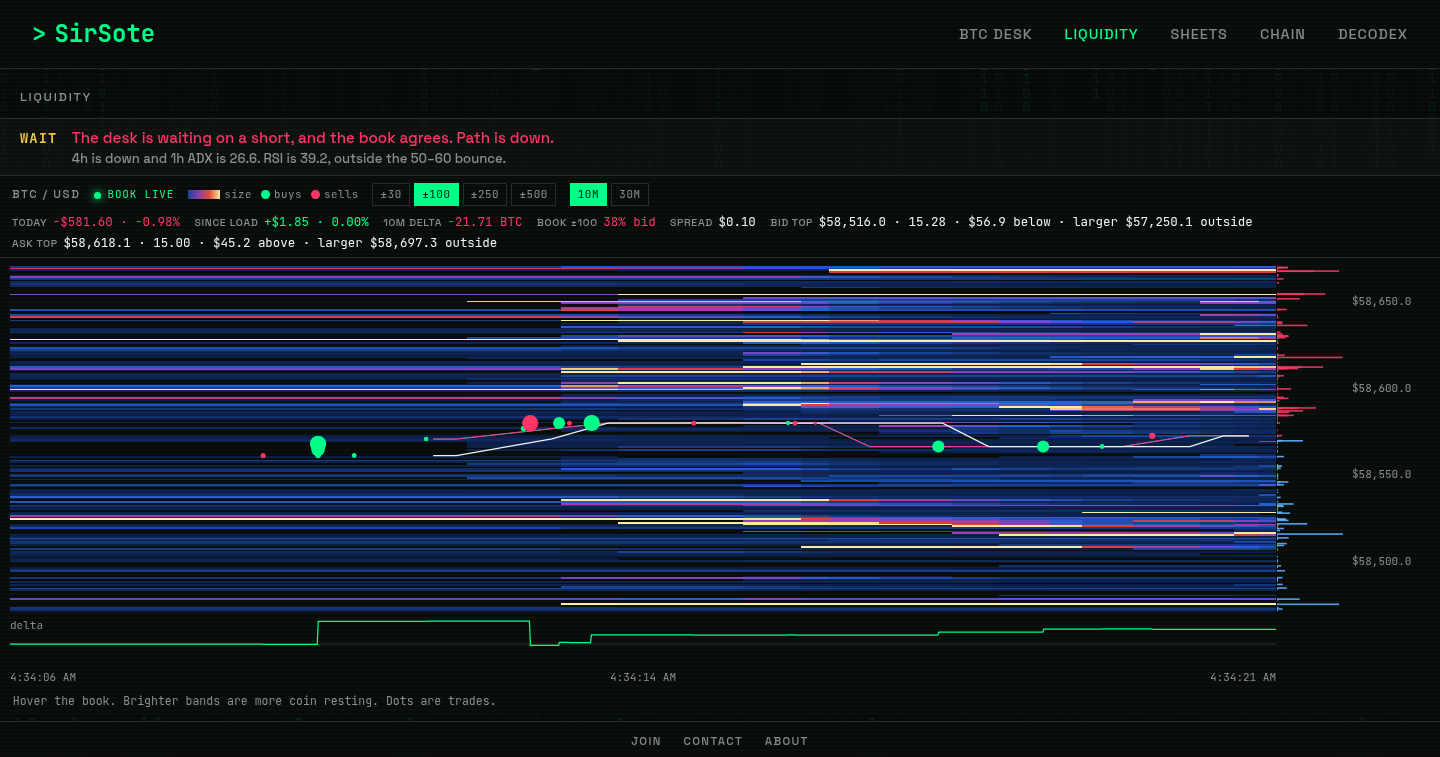 > SirSote
BTC DESK LIQUIDITY SHEETS CHAIN DECODEX
LIQUIDITY
WAIT The desk is waiting on a short, and the book agrees. Path is down.
4h is down and 1h ADX is 26.6. RSI is 39.2, outside the 50–60 bounce.
BTC / USD BOOK LIVE size buys sells ±30 ±100 ±250 ±500 10M 30M
TODAY -$581.60 · -0.98% SINCE LOAD +$1.85 · 0.00% 10M DELTA -21.71 BTC BOOK ±100 38% bid SPREAD $0.10 BID TOP $58,516.0 · 15.28 · $56.9 below · larger $57,250.1 outside
ASK TOP $58,618.1 · 15.00 · $45.2 above · larger $58,697.3 outside
$58,650.0
$58,600.0
$58,550.0
$58,500.0
delta
4:34:06 AM 4:34:14 AM 4:34:21 AM
Hover the book. Brighter bands are more coin resting. Dots are trades.
JOIN CONTACT ABOUT